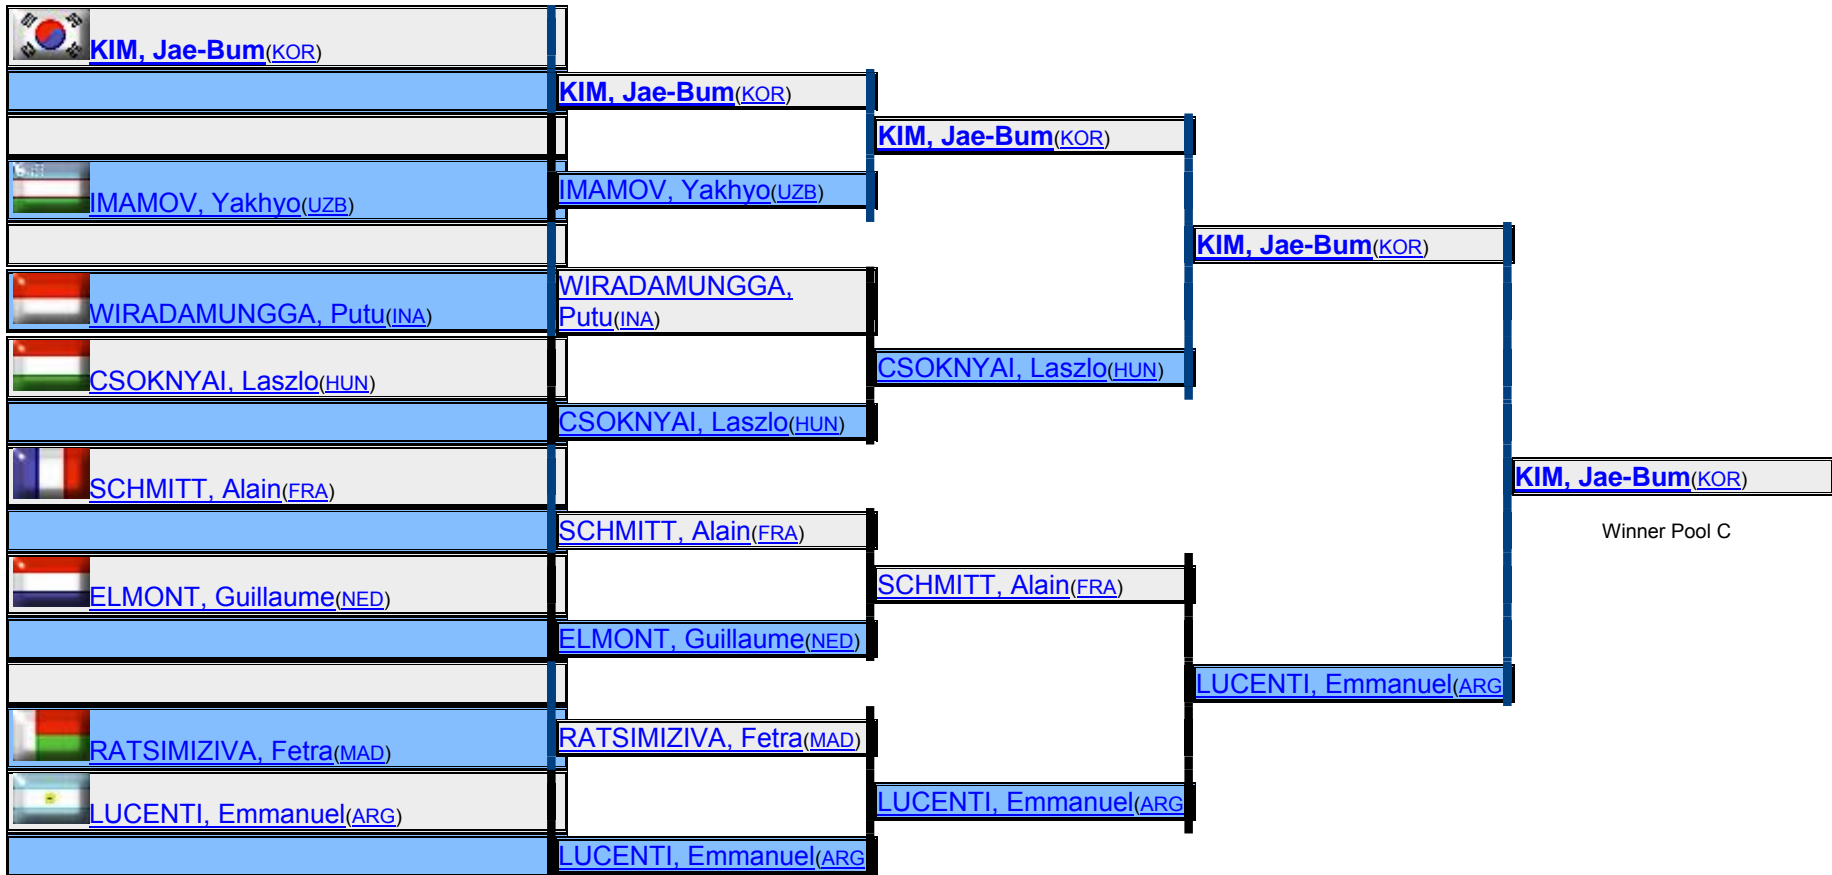 KIM, Jae-Bum(KOR)
KIM, Jae-Bum(KOR)
KIM, Jae-Bum(KOR)
IMAMOV, Yakhyo(UZB)
IMAMOV, Yakhyo(UZB)
KIM, Jae-Bum(KOR)
WIRADAMUNGGA, Putu(INA)
WIRADAMUNGGA,
Putu(INA)
CSOKNYAI, Laszlo(HUN)
CSOKNYAI, Laszlo(HUN)
CSOKNYAI, Laszlo(HUN)
SCHMITT, Alain(FRA)
KIM, Jae-Bum(KOR)
Winner Pool C
SCHMITT, Alain(FRA)
ELMONT, Guillaume(NED)
SCHMITT, Alain(FRA)
ELMONT, Guillaume(NED)
LUCENTI, Emmanuel(ARG
RATSIMIZIVA, Fetra(MAD)
RATSIMIZIVA, Fetra(MAD)
LUCENTI, Emmanuel(ARG)
LUCENTI, Emmanuel(ARG
LUCENTI, Emmanuel(ARG